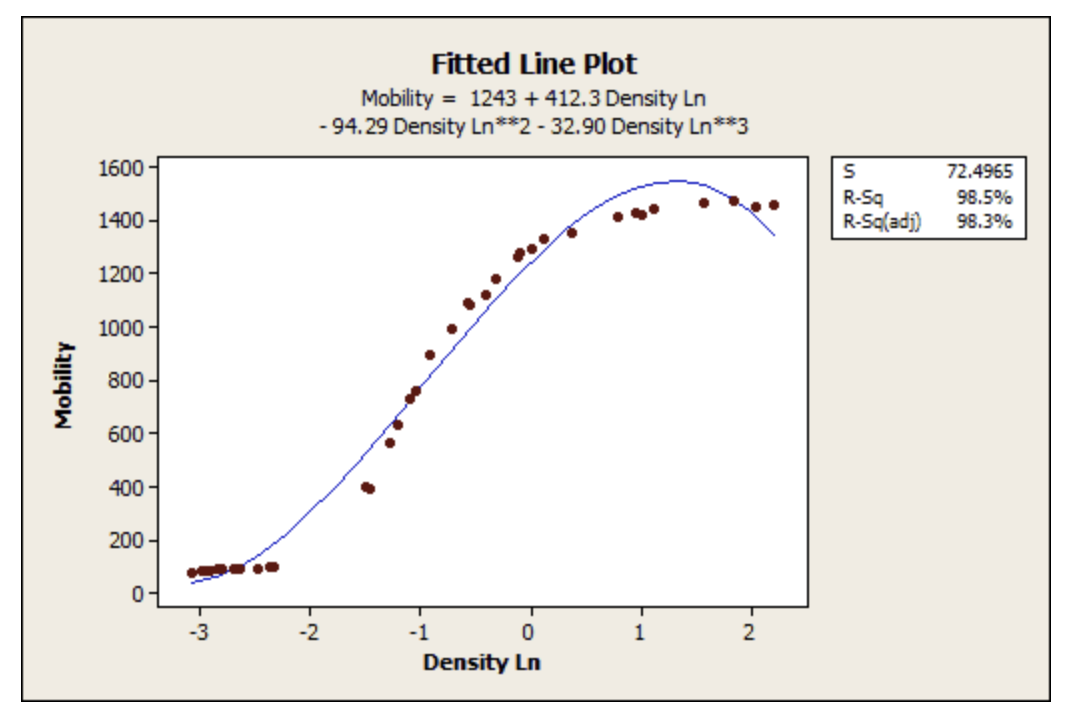 Fitted Line Plot
Mobility = 1243 + 412.3 Density Ln
- 94.29 Density Ln**2 - 32.90 Density Ln**3
S 72.4965
R-Sq 98.5%
R-Sq(adj) 98.3%
Mobility
1600
1400
1200
1000
800
600
400
200
0
-3 -2 -1 0 1 2
Density Ln